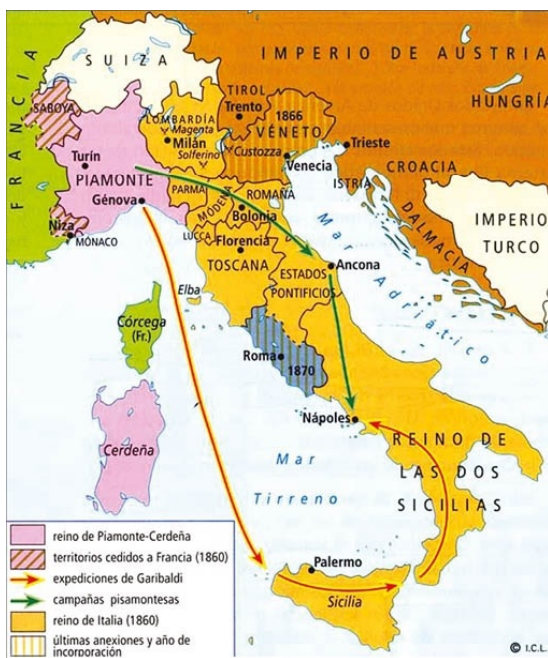 IMPERIO DE AUSTRIA
SUIZA
HUNGRÍA
FRANCIA
SABOYA
TIROL
Trento
LOMBARDÍA
Magenta
Milán
Solferino
1866
VÉNETO
Custozza
Venecia
Trieste
CROACIA
ISTRIA
DALMACIA
IMPERIO
TURCO
Turín
PIAMONTE
Génova
PARMA
MÓDENA
ROMAÑA
Bolonia
Niza
MÓNACO
LUCCA
Florencia
TOSCANA
Mar
Adriático
Ancona
ESTADOS
PONTIFICIOS
Elba
Córcega
(Fr.)
Roma
1870
Cerdeña
Nápoles
REINO DE
LAS DOS
SICILIAS
Mar
Tirreno
Palermo
Sicilia
reino de Piamonte-Cerdeña
territorios cedidos a Francia (1860)
expediciones de Garibaldi
campañas pisamontesas
reino de Italia (1860)
últimas anexiones y año de
incorporación
© I.C.L.